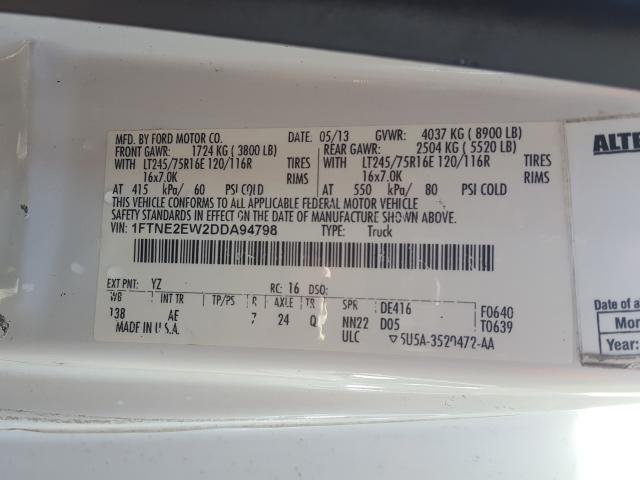 MFD. BY FORD MOTOR CO. DATE: 05/13 GVWR: 4037 KG ( 8900 LB)
FRONT GAWR: 1724 KG ( 3800 LB) REAR GAWR: 2504 KG ( 5520 LB)
WITH LT245/75R16E 120/116R TIRES LT245/75R16E 120/116R TIRES
16x7.0K RIMS 16x7.0K RIMS
AT 415 kPa/ 60 PSI COLD AT 550 kPa/ 80 PSI COLD
THIS VEHICLE CONFORMS TO ALL APPLICABLE FEDERAL MOTOR VEHICLE
SAFETY STANDARDS IN EFFECT ON THE DATE OF MANUFACTURE SHOWN ABOVE.
VIN: 1FTNE2EW2DDA94798 TYPE: Truck
EXT PNT: YZ RC: 16 DSO:
WB INT TR TP/PS R AXLE TR SPR DE416 F0640
138 AE 7 24 Q NN22 D05 T0639
MADE IN U.S.A. ULC 5U5A-3520472-AA
ALTE
Date of a
Mon
9/4